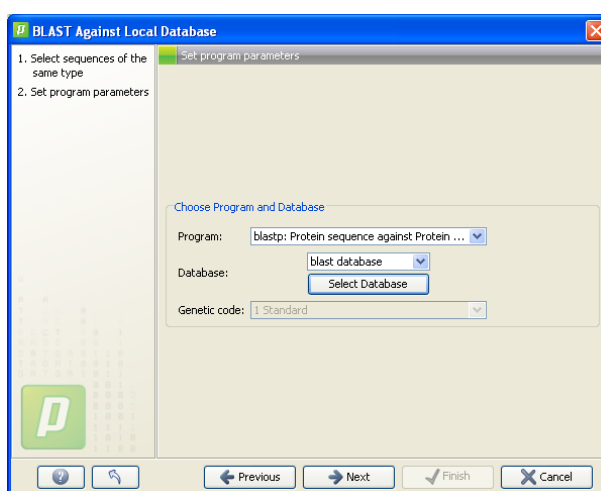 BLAST Against Local Database
1. Select sequences of the
same type
2. Set program parameters
Set program parameters
Choose Program and Database
Program: blastp: Protein sequence against Protein ...
Database: blast database
Select Database
Genetic code: 1 Standard
Previous Next Finish Cancel